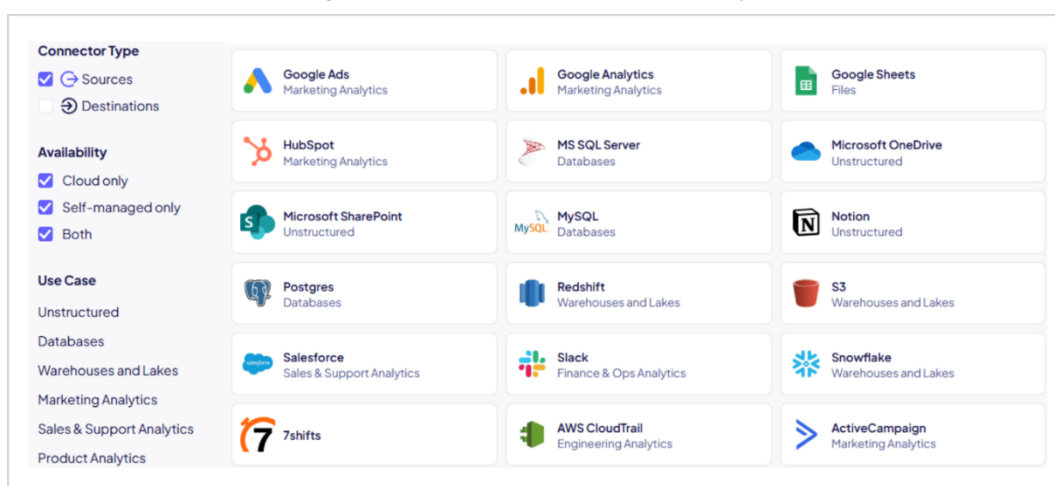 Connector Type
Sources
Destinations
Availability
Cloud only
Self-managed only
Both
Use Case
Unstructured
Databases
Warehouses and Lakes
Marketing Analytics
Sales & Support Analytics
Product Analytics
Google Ads
Marketing Analytics
Google Analytics
Marketing Analytics
Google Sheets
Files
HubSpot
Marketing Analytics
MS SQL Server
Databases
Microsoft OneDrive
Unstructured
S
Microsoft SharePoint
Unstructured
MySQL
MySQL
Databases
N
Notion
Unstructured
Postgres
Databases
Redshift
Warehouses and Lakes
S3
Warehouses and Lakes
salesforce
Salesforce
Sales & Support Analytics
Slack
Finance & Ops Analytics
Snowflake
Warehouses and Lakes
7
7shifts
AWS CloudTrail
Engineering Analytics
ActiveCampaign
Marketing Analytics